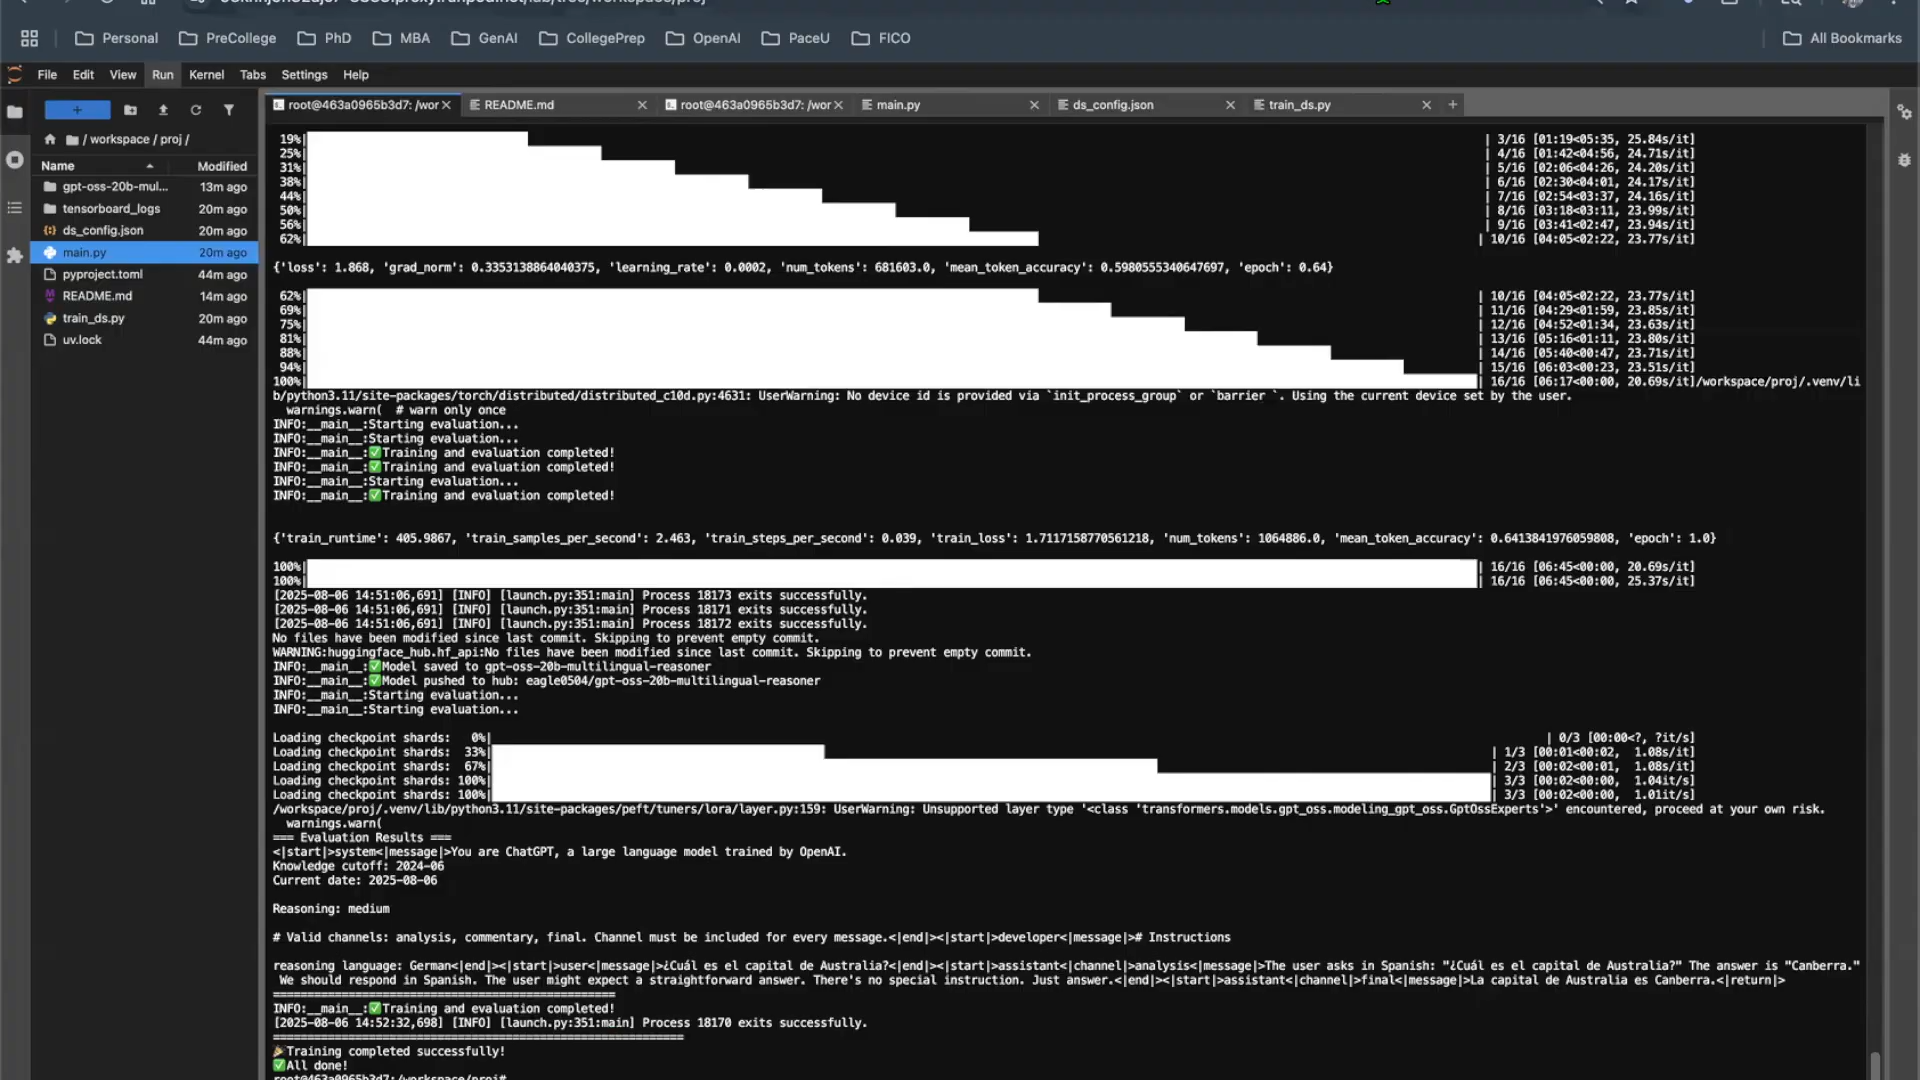 Personal PreCollege PhD MBA GenAI CollegePrep OpenAI PaceU FICO All Bookmarks
File Edit View Run Kernel Tabs Settings Help
root@463a0965b3d7: /wor README.md root@463a0965b3d7: /wor main.py ds_config.json train_ds.py
/ workspace / proj /
Name Modified
gpt-oss-20b-mul... 13m ago
tensorboard_logs 20m ago
ds_config.json 20m ago
main.py 20m ago
pyproject.toml 44m ago
README.md 14m ago
train_ds.py 20m ago
uv.lock 44m ago
19%| | 3/16 [01:19<05:35, 25.84s/it]
25%| | 4/16 [01:42<04:56, 24.71s/it]
31%| | 5/16 [02:06<04:26, 24.20s/it]
38%| | 6/16 [02:30<04:01, 24.17s/it]
44%| | 7/16 [02:54<03:37, 24.16s/it]
50%| | 8/16 [03:18<03:11, 23.99s/it]
56%| | 9/16 [03:41<02:47, 23.94s/it]
62%| | 10/16 [04:05<02:22, 23.77s/it]
{'loss': 1.868, 'grad_norm': 0.3353138864040375, 'learning_rate': 0.0002, 'num_tokens': 681603.0, 'mean_token_accuracy': 0.5980555340647697, 'epoch': 0.64}
62%| | 10/16 [04:05<02:22, 23.77s/it]
69%| | 11/16 [04:29<01:59, 23.85s/it]
75%| | 12/16 [04:52<01:34, 23.63s/it]
81%| | 13/16 [05:16<01:11, 23.80s/it]
88%| | 14/16 [05:40<00:47, 23.71s/it]
94%| | 15/16 [06:03<00:23, 23.51s/it]
100%| | 16/16 [06:17<00:00, 20.69s/it]/workspace/proj/.venv/li
b/python3.11/site-packages/torch/distributed/distributed_c10d.py:4631: UserWarning: No device id is provided via `init_process_group` or `barrier `. Using the current device set by the user.
warnings.warn( # warn only once
INFO:__main__:Starting evaluation...
INFO:__main__:Starting evaluation...
INFO:__main__:✅Training and evaluation completed!
INFO:__main__:✅Training and evaluation completed!
INFO:__main__:Starting evaluation...
INFO:__main__:✅Training and evaluation completed!
{'train_runtime': 405.9867, 'train_samples_per_second': 2.463, 'train_steps_per_second': 0.039, 'train_loss': 1.7117158770561218, 'num_tokens': 1064886.0, 'mean_token_accuracy': 0.6413841976059808, 'epoch': 1.0}
100%| | 16/16 [06:45<00:00, 20.69s/it]
100%| | 16/16 [06:45<00:00, 25.37s/it]
[2025-08-06 14:51:06,691] [INFO] [launch.py:351:main] Process 18173 exits successfully.
[2025-08-06 14:51:06,691] [INFO] [launch.py:351:main] Process 18171 exits successfully.
[2025-08-06 14:51:06,691] [INFO] [launch.py:351:main] Process 18172 exits successfully.
No files have been modified since last commit. Skipping to prevent empty commit.
WARNING:huggingface_hub.hf_api:No files have been modified since last commit. Skipping to prevent empty commit.
INFO:__main__:✅Model saved to gpt-oss-20b-multilingual-reasoner
INFO:__main__:✅Model pushed to hub: eagle0504/gpt-oss-20b-multilingual-reasoner
INFO:__main__:Starting evaluation...
INFO:__main__:Starting evaluation...
Loading checkpoint shards: 0%| | 0/3 [00:00<?, ?it/s]
Loading checkpoint shards: 33%| | 1/3 [00:01<00:02, 1.08s/it]
Loading checkpoint shards: 67%| | 2/3 [00:02<00:01, 1.08s/it]
Loading checkpoint shards: 100%| | 3/3 [00:02<00:00, 1.04it/s]
Loading checkpoint shards: 100%| | 3/3 [00:02<00:00, 1.01it/s]
/workspace/proj/.venv/lib/python3.11/site-packages/peft/tuners/lora/layer.py:159: UserWarning: Unsupported layer type '<class 'transformers.models.gpt_oss.modeling_gpt_oss.GptOssExperts'>' encountered, proceed at your own risk.
warnings.warn(
=== Evaluation Results ===
<|start|>system<|message|>You are ChatGPT, a large language model trained by OpenAI.
Knowledge cutoff: 2024-06
Current date: 2025-08-06
Reasoning: medium
# Valid channels: analysis, commentary, final. Channel must be included for every message.<|end|><|start|>developer<|message|># Instructions
reasoning language: German<|end|><|start|>user<|message|>¿Cuál es el capital de Australia?<|end|><|start|>assistant<|channel|>analysis<|message|>The user asks in Spanish: "¿Cuál es el capital de Australia?" The answer is "Canberra."
We should respond in Spanish. The user might expect a straightforward answer. There's no special instruction. Just answer.<|end|><|start|>assistant<|channel|>final<|message|>La capital de Australia es Canberra.<|return|>
==================================================
INFO:__main__:✅Training and evaluation completed!
[2025-08-06 14:52:32,698] [INFO] [launch.py:351:main] Process 18170 exits successfully.
============================================================
🎉Training completed successfully!
✅All done!
root@463a0965b3d7:/workspace/proj#